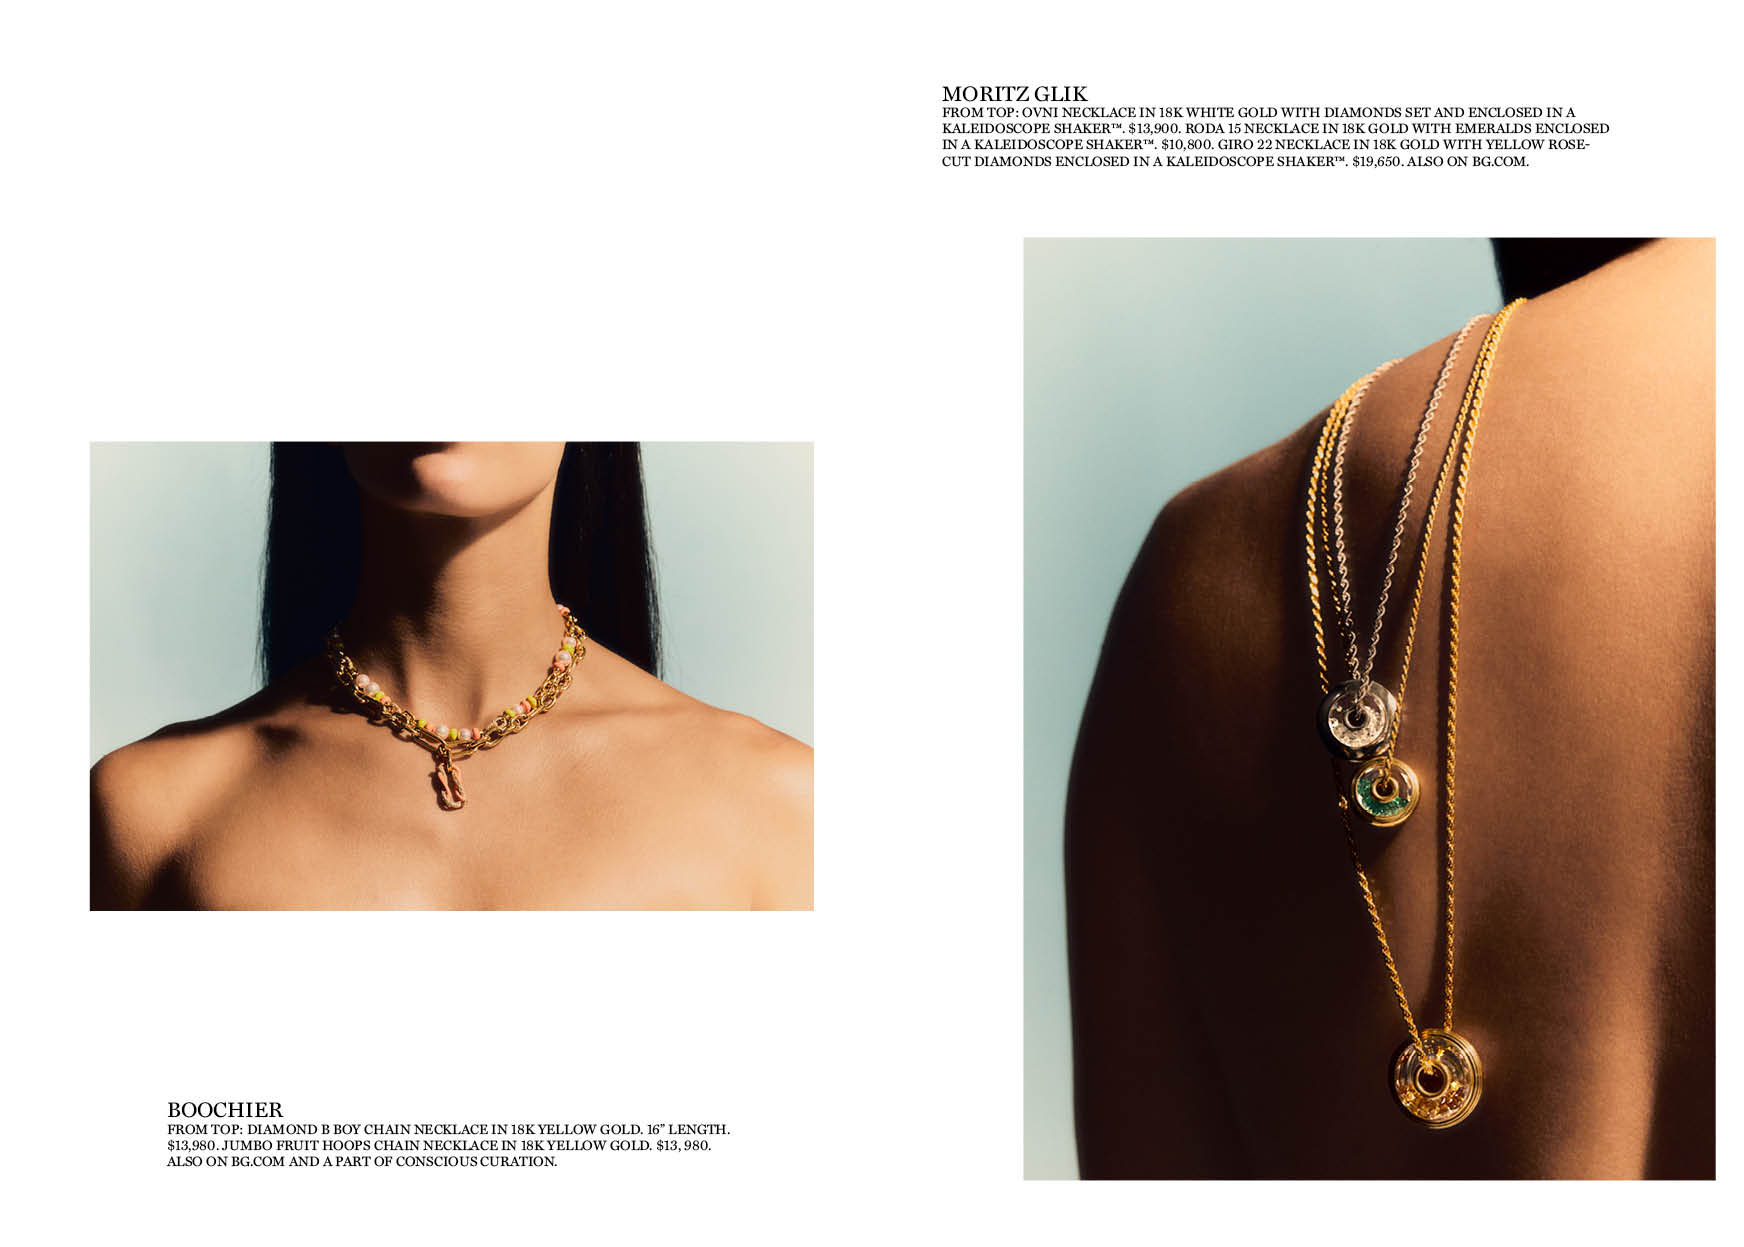 MORITZ GLIK
FROM TOP: OVNI NECKLACE IN 18K WHITE GOLD WITH DIAMONDS SET AND ENCLOSED IN A
KALEIDOSCOPE SHAKER™. $13,900. RODA 15 NECKLACE IN 18K GOLD WITH EMERALDS ENCLOSED
IN A KALEIDOSCOPE SHAKER™. $10,800. GIRO 22 NECKLACE IN 18K GOLD WITH YELLOW ROSE-
CUT DIAMONDS ENCLOSED IN A KALEIDOSCOPE SHAKER™. $19,650. ALSO ON BG.COM.
BOOCHIER
FROM TOP: DIAMOND B BOY CHAIN NECKLACE IN 18K YELLOW GOLD. 16” LENGTH.
$13,980. JUMBO FRUIT HOOPS CHAIN NECKLACE IN 18K YELLOW GOLD. $13, 980.
ALSO ON BG.COM AND A PART OF CONSCIOUS CURATION.